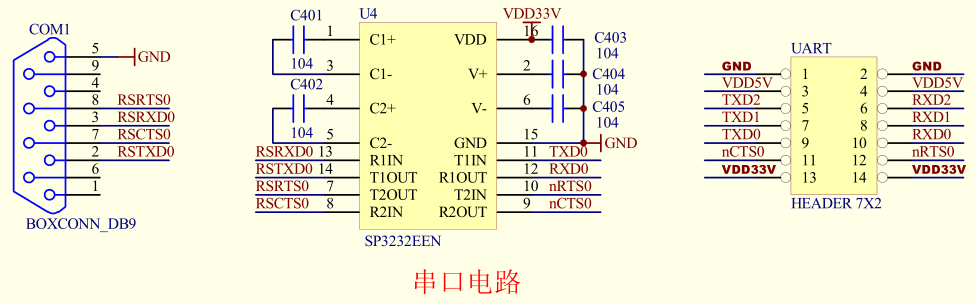 COM1
5 GND
9
4
8 RSRTS0
3 RSRXD0
7 RSCTS0
2 RSTXD0
6
1
BOXCONN_DB9
C401
104
C402
104
U4
VDD33V
1 C1+ VDD 16
3 C1- V+ 2
4 C2+ V- 6
5 C2- GND 15 GND
RSRXD0 13 R1IN T1IN 11 TXD0
RSTXD0 14 T1OUT R1OUT 12 RXD0
RSRTS0 7 T2OUT T2IN 10 nRTS0
RSCTS0 8 R2IN R2OUT 9 nCTS0
SP3232EEN
C403
104
C404
104
C405
104
UART
GND 1 2 GND
VDD5V 3 4 VDD5V
TXD2 5 6 RXD2
TXD1 7 8 RXD1
TXD0 9 10 RXD0
nCTS0 11 12 nRTS0
VDD33V 13 14 VDD33V
HEADER 7X2
串口电路